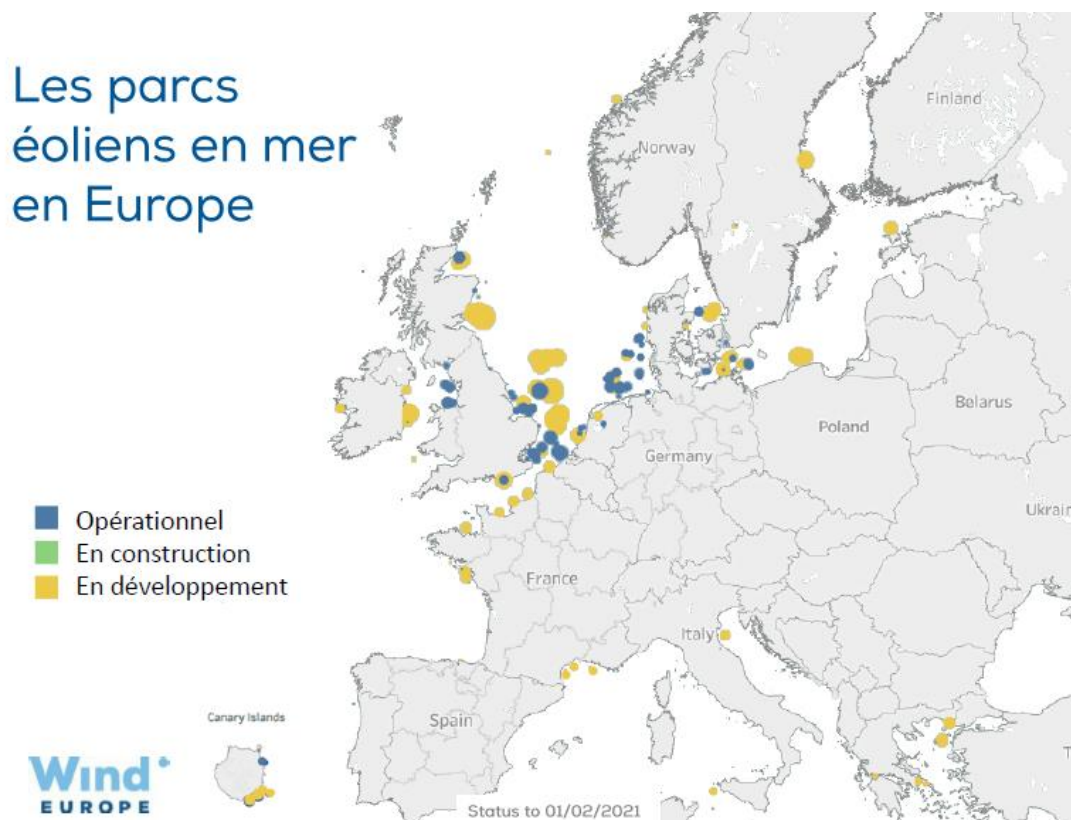 Les parcs
éoliens en mer
en Europe
Finland
Norway
Belarus
Poland
Germany
Ukrain
Opérationnel
En construction
En développement
France
Italy
Canary Islands
Spain
Wind
EUROPE
T
Status to 01/02/2021